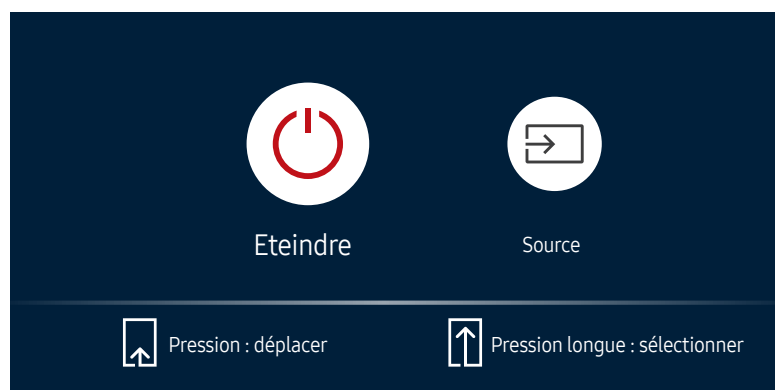 Eteindre
Source
Pression : déplacer
Pression longue : sélectionner